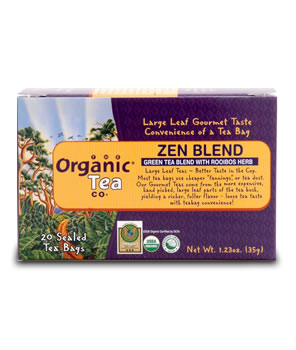 Large Leaf Gourmet Taste
Convenience of a Tea Bag
ZEN BLEND
GREEN TEA BLEND WITH ROOIBOS HERB
Large Leaf Teas ~ Better Taste in the Cup.
Most tea bags use cheaper "fannings," or tea dust.
Our Gourmet Teas come from the more expensive,
hand picked, large leaf parts of the tea bush,
yielding a richer, fuller flavor - loose tea taste
with teabag convenience!
THE
Organic®
Tea
CO.
20 Sealed
Tea Bags
USDA
ORGANIC
Net Wt. 1.23oz. (35g)